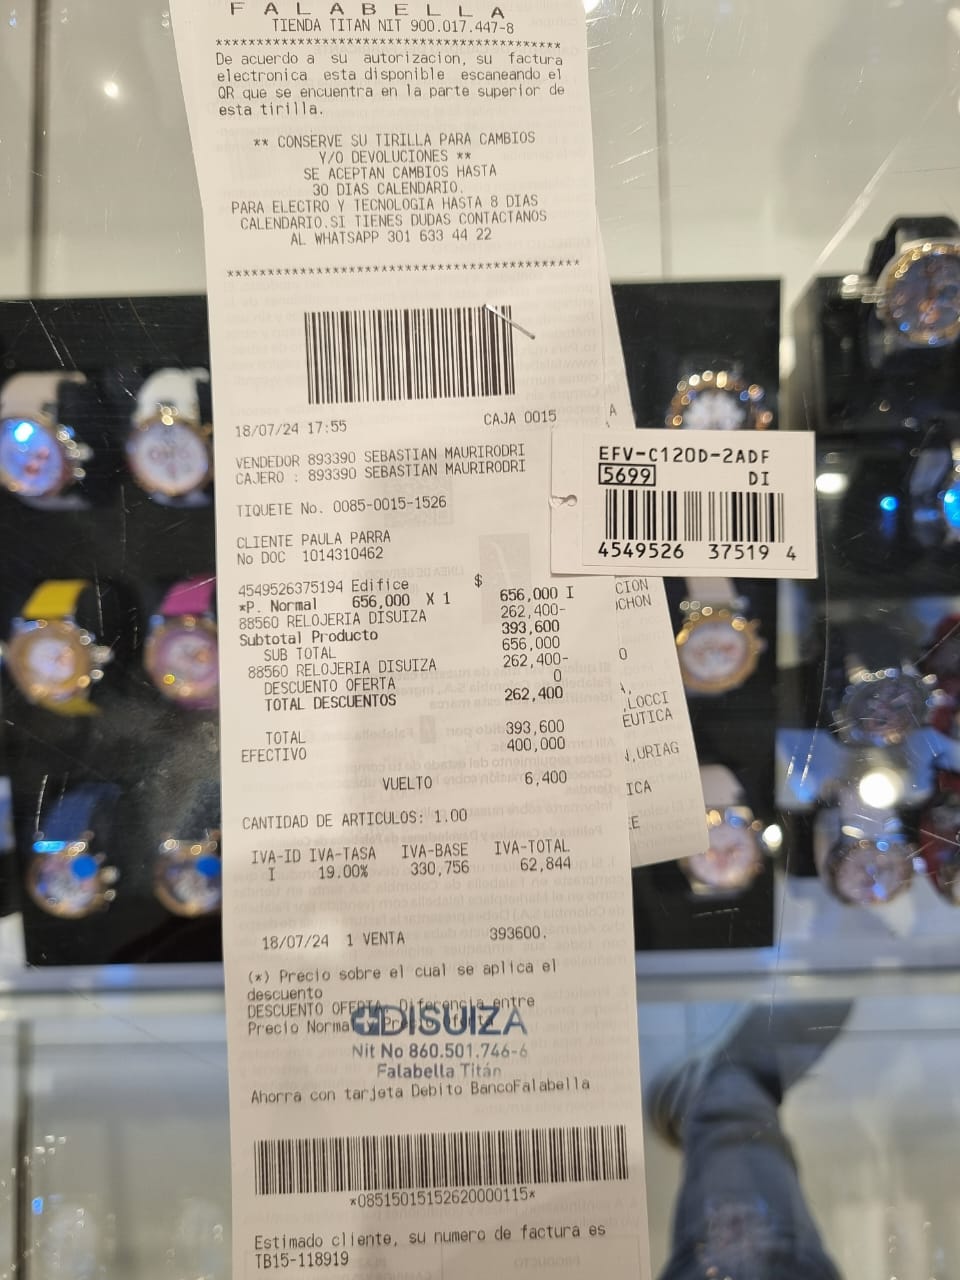 F A L A B E L L A
TIENDA TITAN NIT 900.017.447-8
*******************************************
De acuerdo a su autorizacion, su factura
electronica esta disponible escaneando el
QR que se encuentra en la parte superior de
esta tirilla.
** CONSERVE SU TIRILLA PARA CAMBIOS
Y/O DEVOLUCIONES **
SE ACEPTAN CAMBIOS HASTA
30 DIAS CALENDARIO.
PARA ELECTRO Y TECNOLOGIA HASTA 8 DIAS
CALENDARIO.SI TIENES DUDAS CONTACTANOS
AL WHATSAPP 301 633 44 22
*******************************************
18/07/24 17:55 CAJA 0015
VENDEDOR 893390 SEBASTIAN MAURIRODRI
CAJERO : 893390 SEBASTIAN MAURIRODRI
TIQUETE No. 0085-0015-1526
CLIENTE PAULA PARRA
No DOC 1014310462
4549526375194 Edifice $
*P. Normal 656,000 X 1 656,000 I
88560 RELOJERIA DISUIZA 262,400-
Subtotal Producto 393,600
SUB TOTAL 656,000
88560 RELOJERIA DISUIZA 262,400-
DESCUENTO OFERTA 0
TOTAL DESCUENTOS 262,400
TOTAL 393,600
EFECTIVO 400,000
VUELTO 6,400
CANTIDAD DE ARTICULOS: 1.00
IVA-ID IVA-TASA IVA-BASE IVA-TOTAL
I 19.00% 330,756 62,844
18/07/24 1 VENTA 393600.
(*) Precio sobre el cual se aplica el
descuento
DESCUENTO OFERTA: Diferencia entre
Precio Normal y Precio Oferta
DISUIZA
Nit No 860.501.746-6
Falabella Titán
Ahorra con tarjeta Debito BancoFalabella
*08515015152620000115*
Estimado cliente, su numero de factura es
TB15-118919
EFV-C120D-2ADF
5699 DI
4549526 37519 4
A
CION
CHON
O
A.
,LOCCI
EUTICA
N,URIAG
ICA
EE